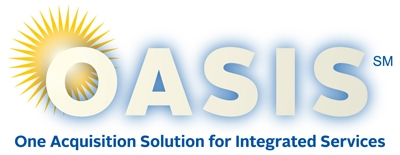 OASIS SM
One Acquisition Solution for Integrated Services